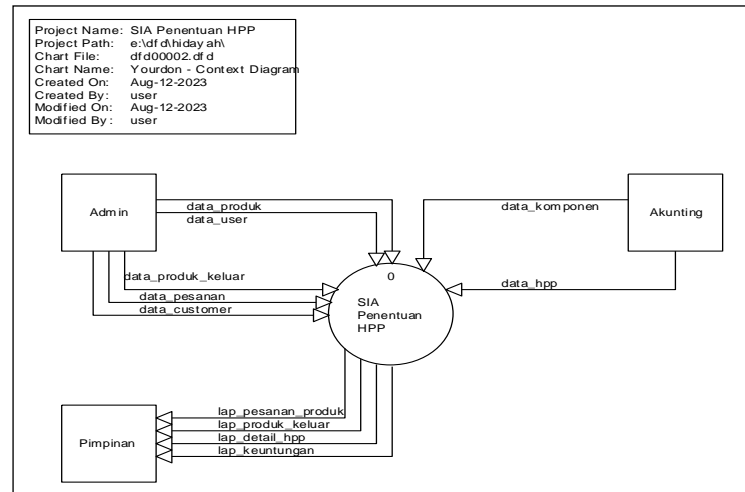 Project Name: SIA Penentuan HPP
Project Path: e:\dfd\hidayah\
Chart File: dfd00002.dfd
Chart Name: Yourdon - Context Diagram
Created On: Aug-12-2023
Created By: user
Modified On: Aug-12-2023
Modified By: user
Admin
data_produk
data_user
data_komponen
Akunting
data_produk_keluar
data_pesanan
data_customer
0
SIA
Penentuan
HPP
data_hpp
Pimpinan
lap_pesanan_produk
lap_produk_keluar
lap_detail_hpp
lap_keuntungan